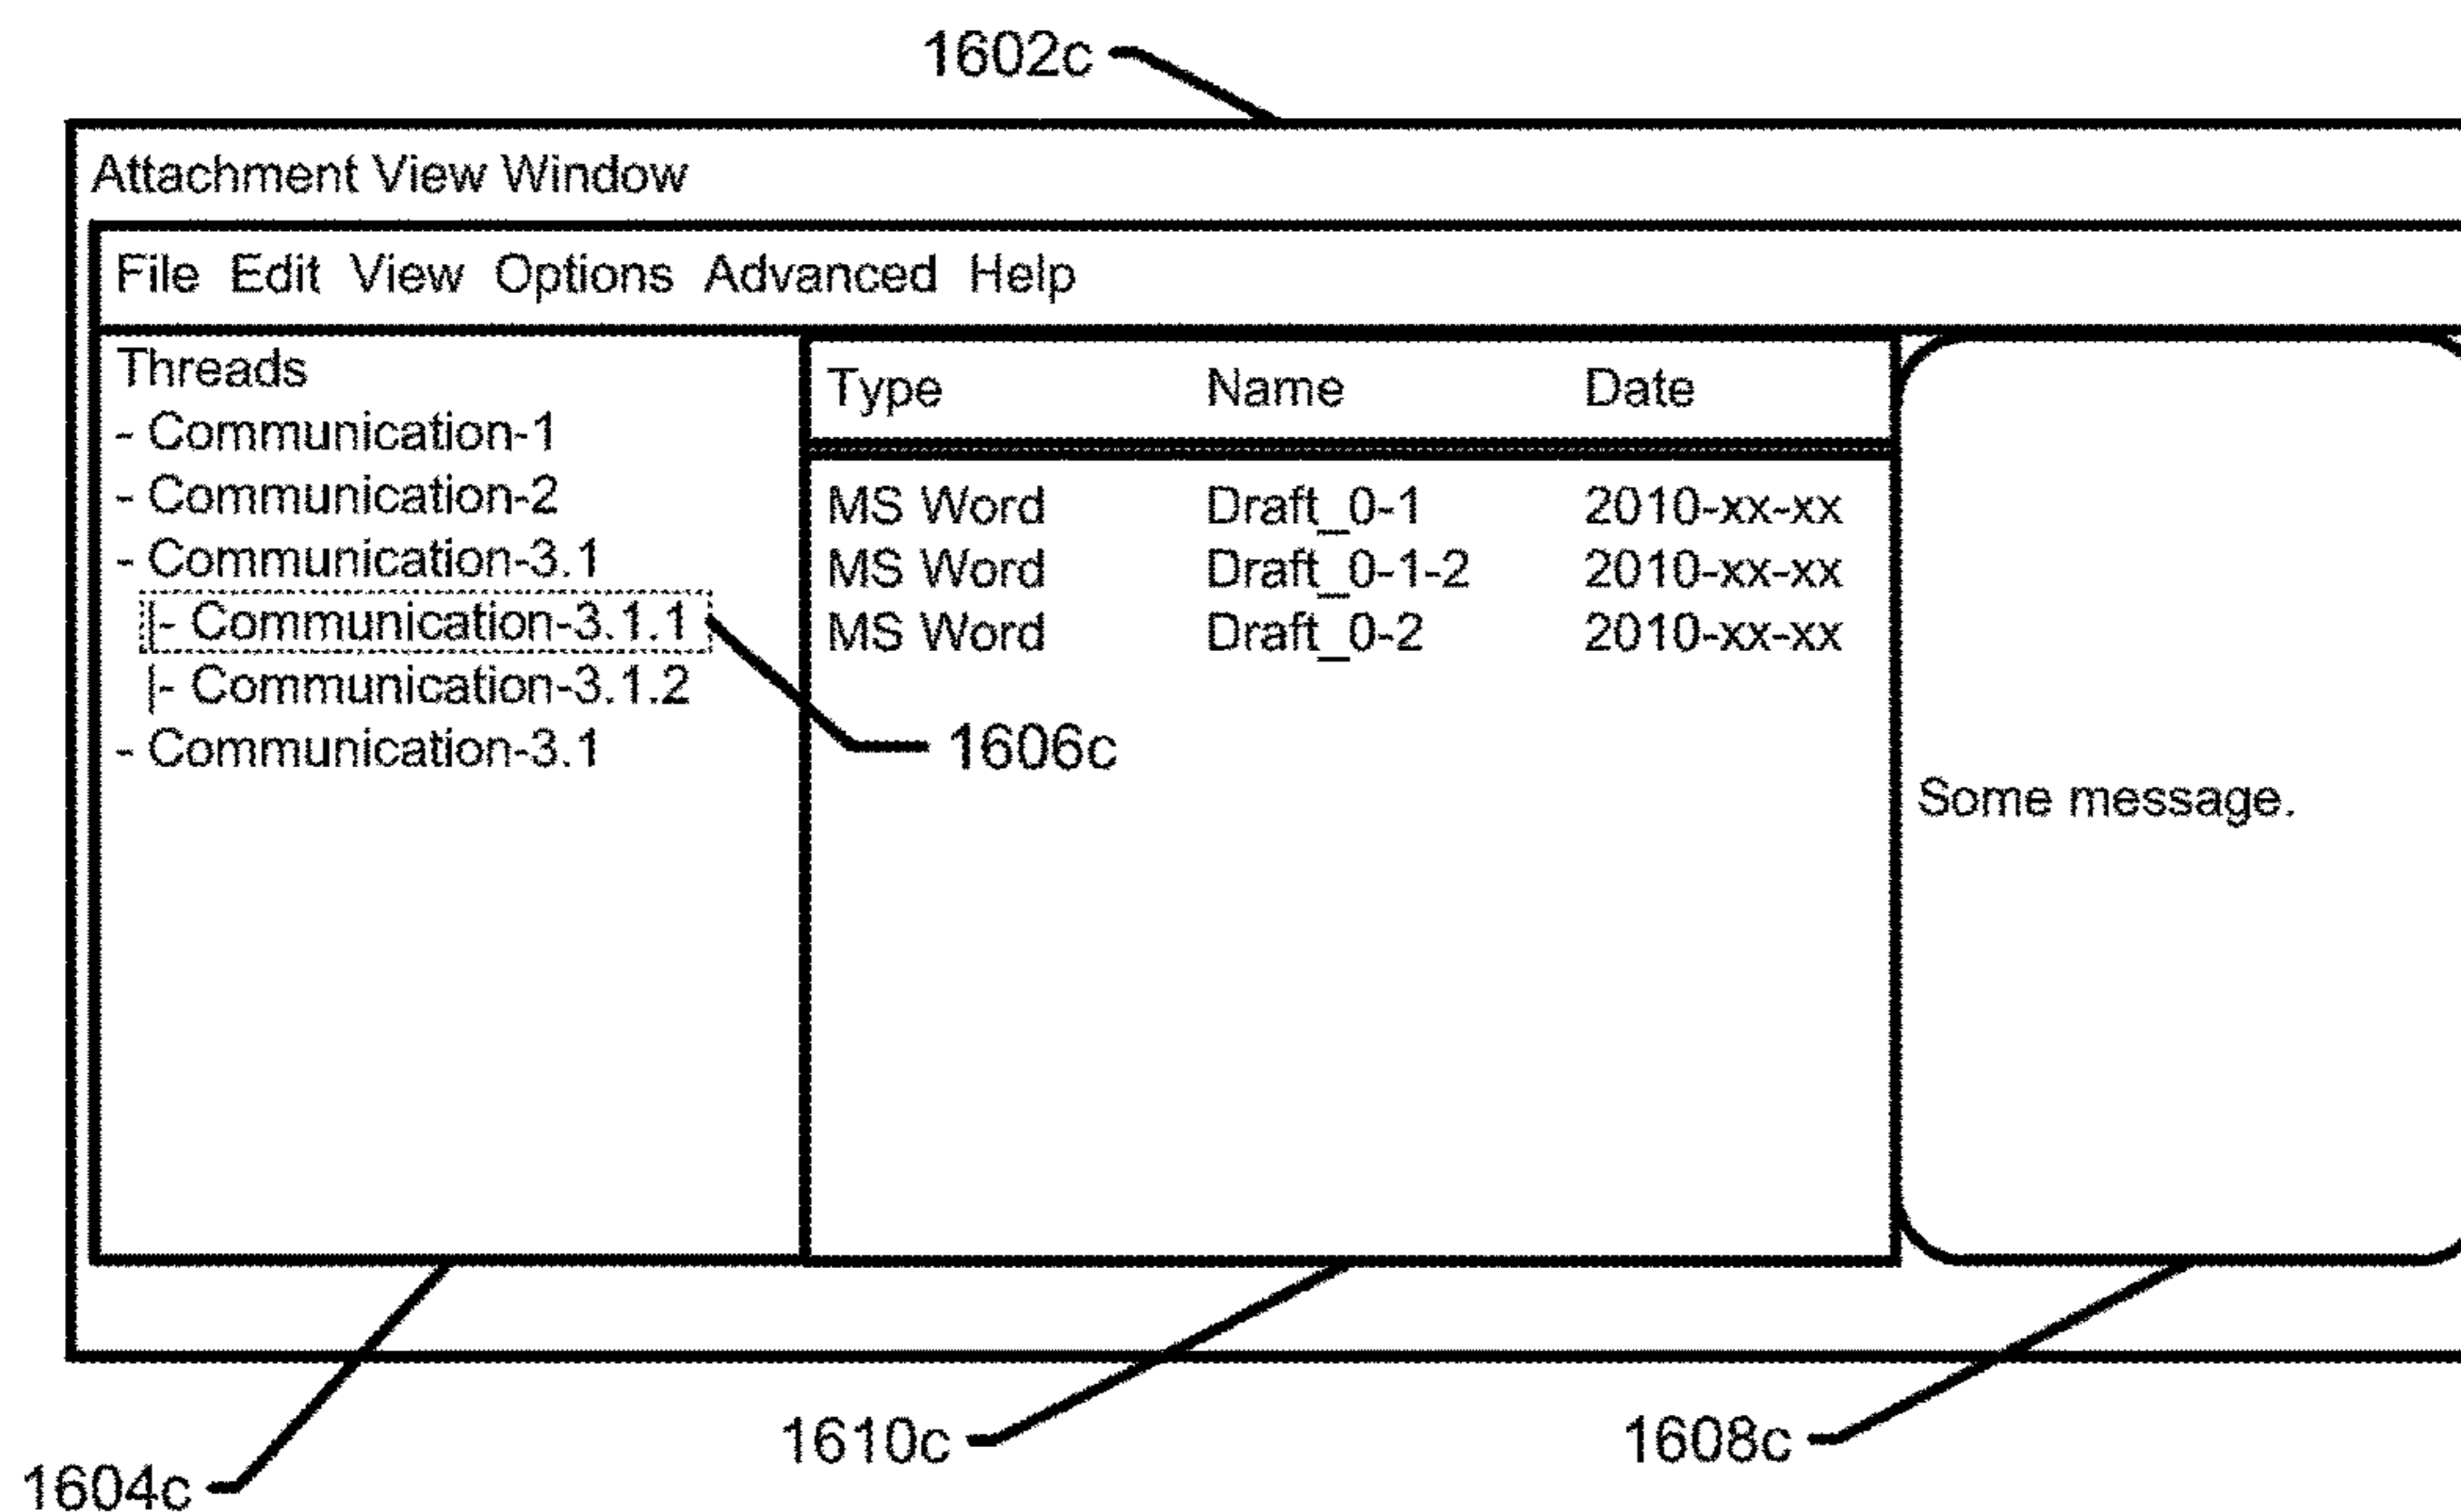 1602c
Attachment View Window
File Edit View Options Advanced Help
Threads
- Communication-1
- Communication-2
- Communication-3.1
|- Communication-3.1.1
|- Communication-3.1.2
- Communication-3.1
1606c
Type Name Date
MS Word Draft_0-1 2010-xx-xx
MS Word Draft_0-1-2 2010-xx-xx
MS Word Draft_0-2 2010-xx-xx
Some message.
1604c
1610c
1608c